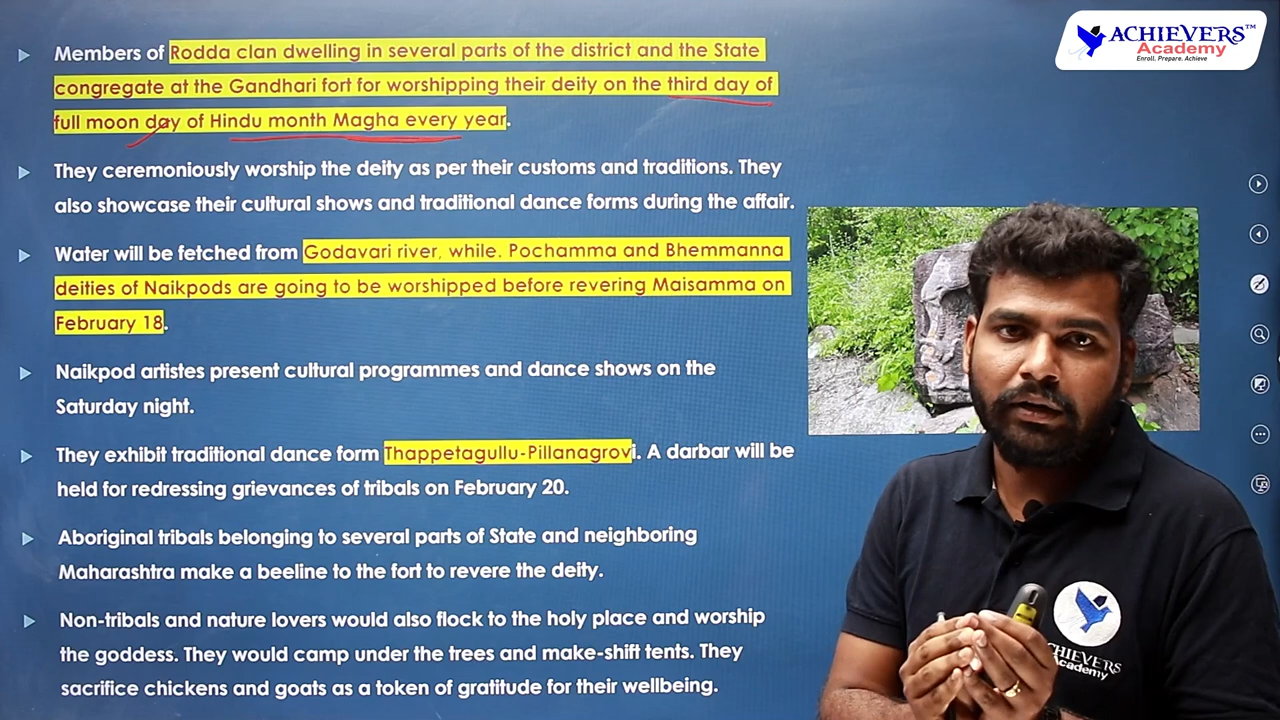 ACHIEVERS™
Academy
Enroll. Prepare. Achieve
Members of Rodda clan dwelling in several parts of the district and the State
congregate at the Gandhari fort for worshipping their deity on the third day of
full moon day of Hindu month Magha every year.
They ceremoniously worship the deity as per their customs and traditions. They
also showcase their cultural shows and traditional dance forms during the affair.
Water will be fetched from Godavari river, while. Pochamma and Bhemmanna
deities of Naikpods are going to be worshipped before revering Maisamma on
February 18.
Naikpod artistes present cultural programmes and dance shows on the
Saturday night.
They exhibit traditional dance form Thappetagullu-Pillanagrovi. A darbar will be
held for redressing grievances of tribals on February 20.
Aboriginal tribals belonging to several parts of State and neighboring
Maharashtra make a beeline to the fort to revere the deity.
Non-tribals and nature lovers would also flock to the holy place and worship
the goddess. They would camp under the trees and make-shift tents. They
sacrifice chickens and goats as a token of gratitude for their wellbeing.
CHIEVERS
Academy